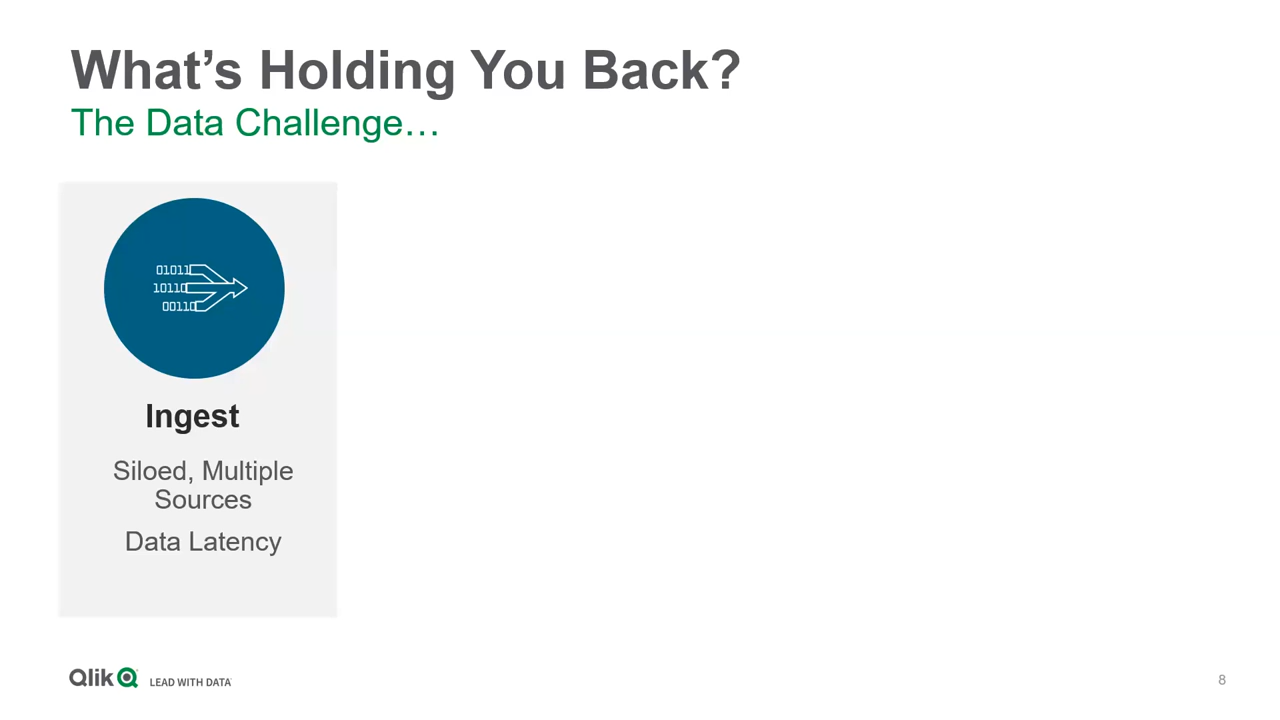 What’s Holding You Back?
The Data Challenge…
01011
10110
00110
Ingest
Siloed, Multiple
Sources
Data Latency
Qlik LEAD WITH DATA
8